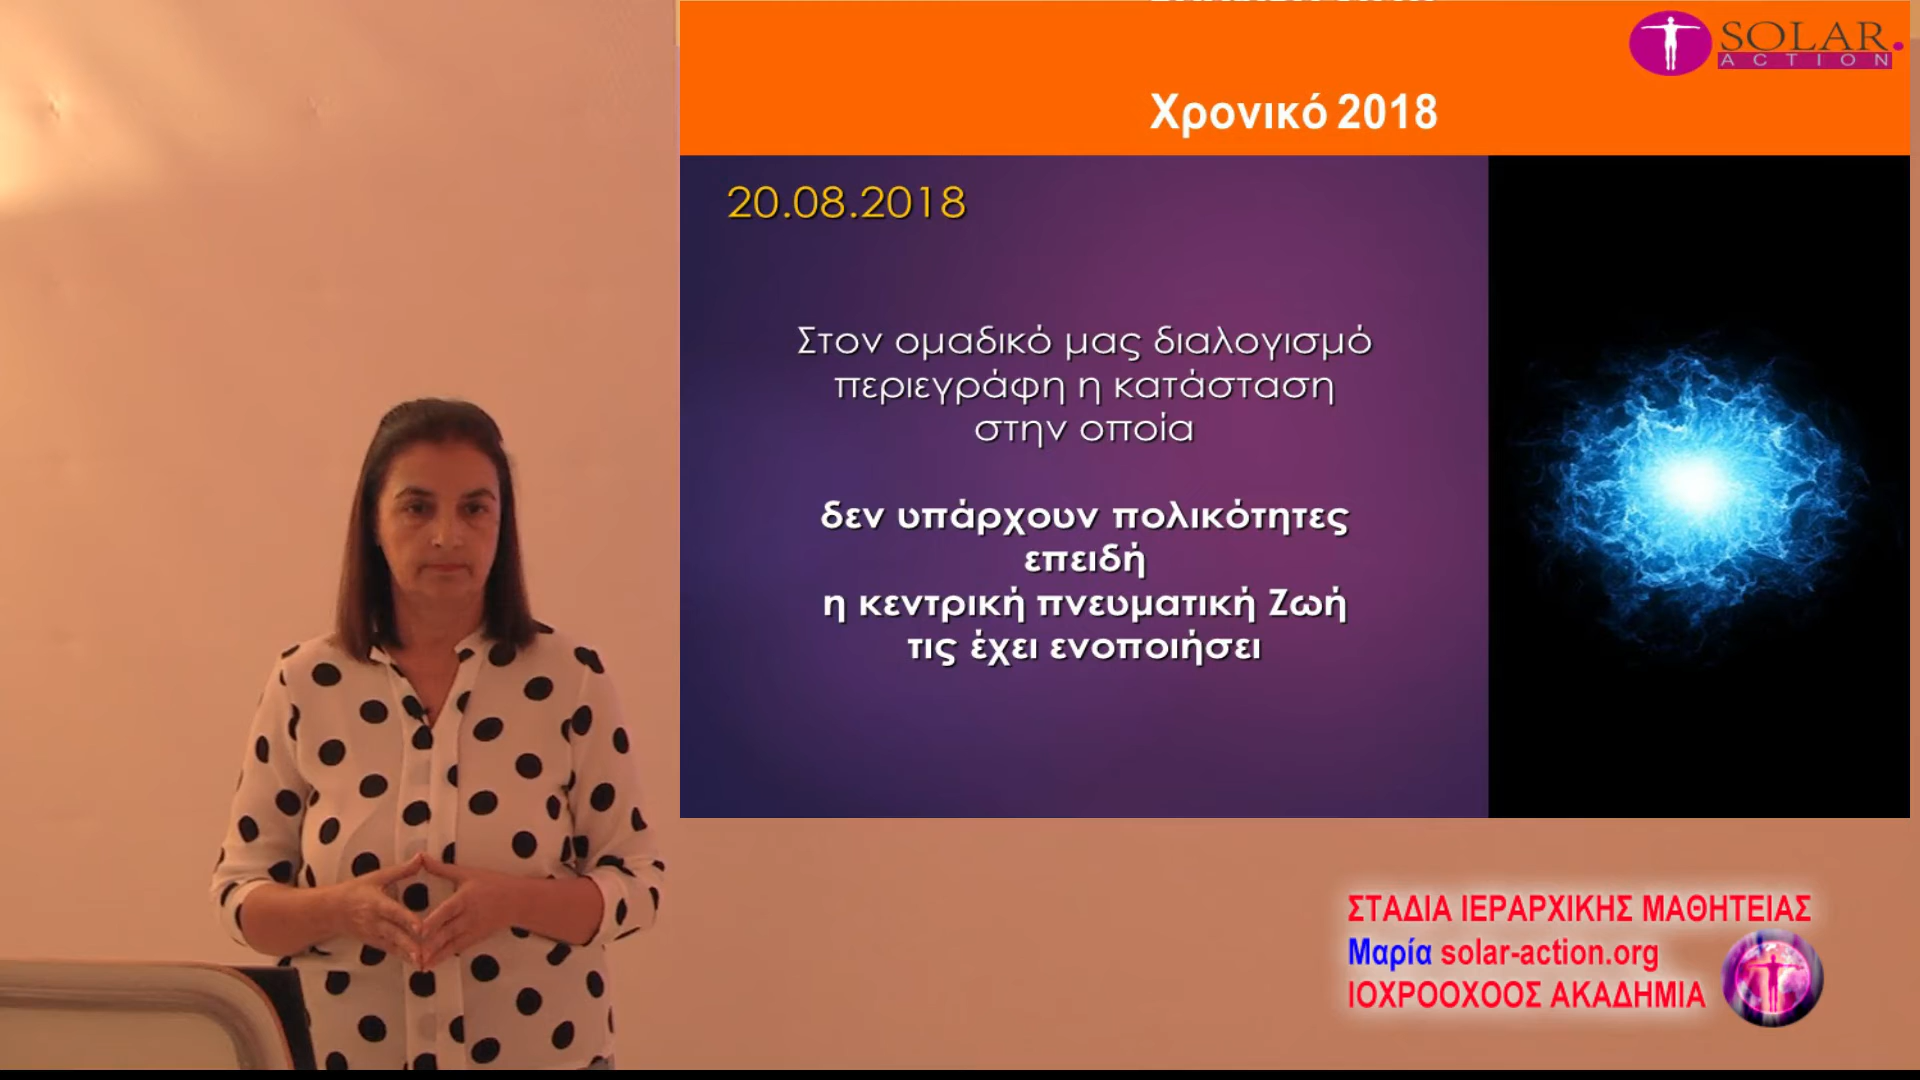 SOLAR
ACTION
Χρονικό 2018
20.08.2018
Στον ομαδικό μας διαλογισμό
περιεγράφη η κατάσταση
στην οποία
δεν υπάρχουν πολικότητες
επειδή
η κεντρική πνευματική Ζωή
τις έχει ενοποιήσει
ΣΤΑΔΙΑ ΙΕΡΑΡΧΙΚΗΣ ΜΑΘΗΤΕΙΑΣ
Μαρία solar-action.org
ΙΟΧΡΟΟΧΟΟΣ ΑΚΑΔΗΜΙΑ